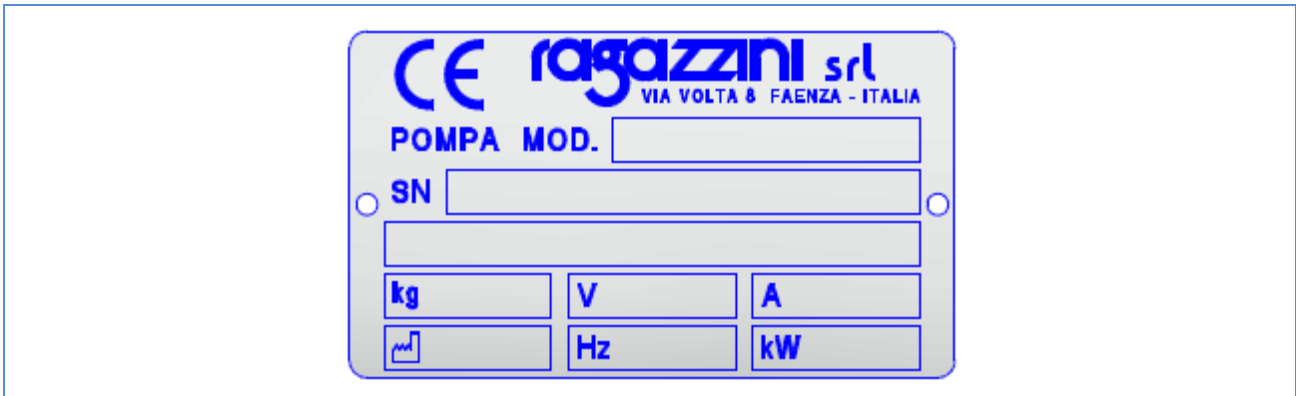 CE ragazzini srl
VIA VOLTA 8 FAENZA - ITALIA
POMPA MOD.
SN
kg V A
Hz kW